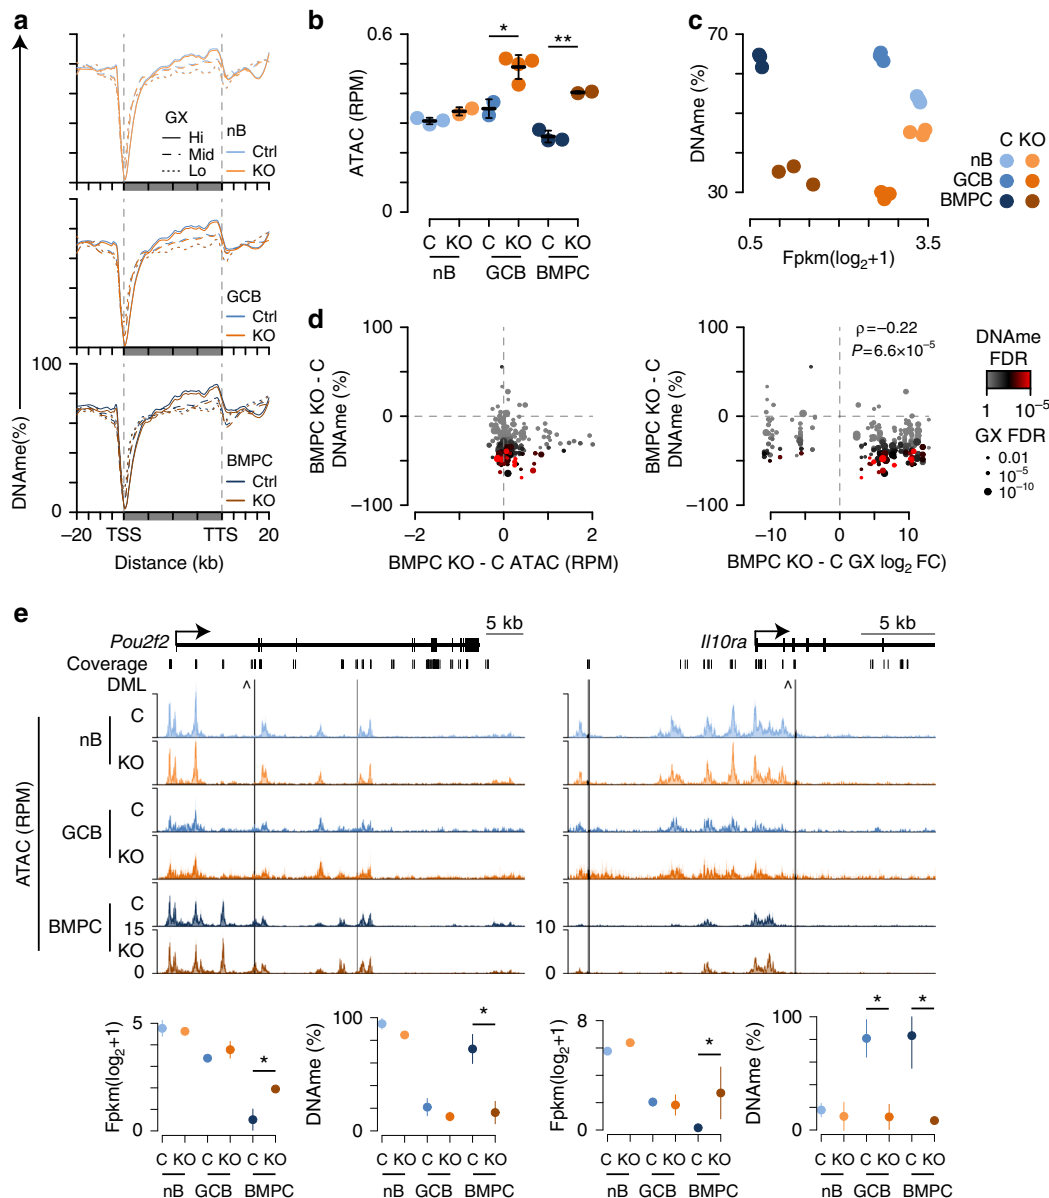 a
DNAme(%)
GX
Hi
Mid
Lo
nB
Ctrl
KO
GCB
Ctrl
KO
100
0
BMPC
Ctrl
KO
−20 TSS TTS 20
Distance (kb)
b
0.6
0
ATAC (RPM)
* **
C KO C KO C KO
nB GCB BMPC
c
70
30
DNAme (%)
0.5 3.5
Fpkm(log2+1)
C KO
nB
GCB
BMPC
d
100
0
−100
BMPC KO - C
DNAme (%)
−2 −1 0 1 2
BMPC KO - C ATAC (RPM)
100
0
−100
BMPC KO - C
DNAme (%)
ρ=−0.22
P=6.6×10−5
−10 0 10
BMPC KO - C GX log2 FC)
DNAme
FDR
1 10−5
GX FDR
0.01
10−5
10−10
e
Pou2f2
5 kb
Il10ra
5 kb
Coverage
DML ^ ^
ATAC (RPM)
nB
C
KO
GCB
C
KO
BMPC
C
15
KO
0
10
0
5
0
Fpkm(log2+1)
*
C KO C KO C KO
nB GCB BMPC
100
0
DNAme (%)
*
C KO C KO C KO
nB GCB BMPC
8
0
Fpkm(log2+1)
*
C KO C KO C KO
nB GCB BMPC
100
0
DNAme (%)
* *
C KO C KO C KO
nB GCB BMPC